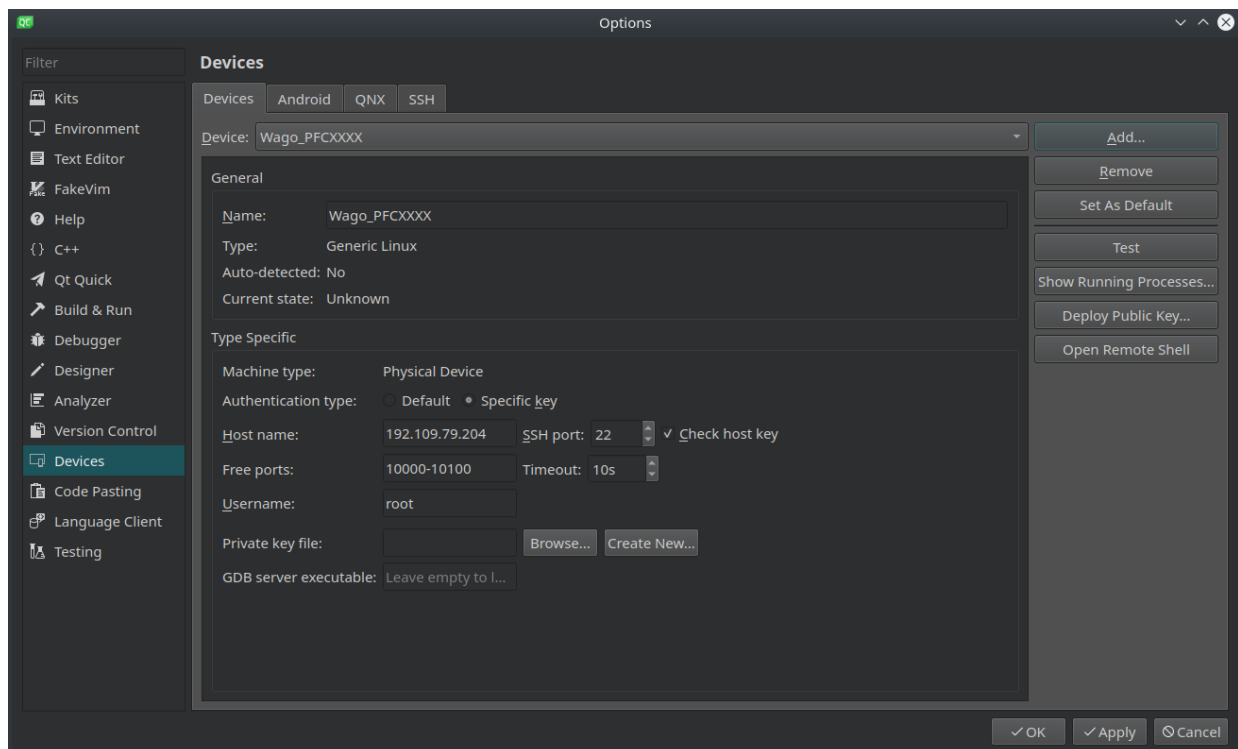 QC
Options
Filter
Kits
Environment
Text Editor
FakeVim
Help
C++
Qt Quick
Build & Run
Debugger
Designer
Analyzer
Version Control
Devices
Code Pasting
Language Client
Testing
Devices
Devices Android QNX SSH
Device: Wago_PFCXXXX
General
Name: Wago_PFCXXXX
Type: Generic Linux
Auto-detected: No
Current state: Unknown
Type Specific
Machine type: Physical Device
Authentication type: Default Specific key
Host name: 192.109.79.204 SSH port: 22 Check host key
Free ports: 10000-10100 Timeout: 10s
Username: root
Private key file: Browse... Create New...
GDB server executable: Leave empty to l...
Add...
Remove
Set As Default
Test
Show Running Processes...
Deploy Public Key...
Open Remote Shell
OK Apply Cancel